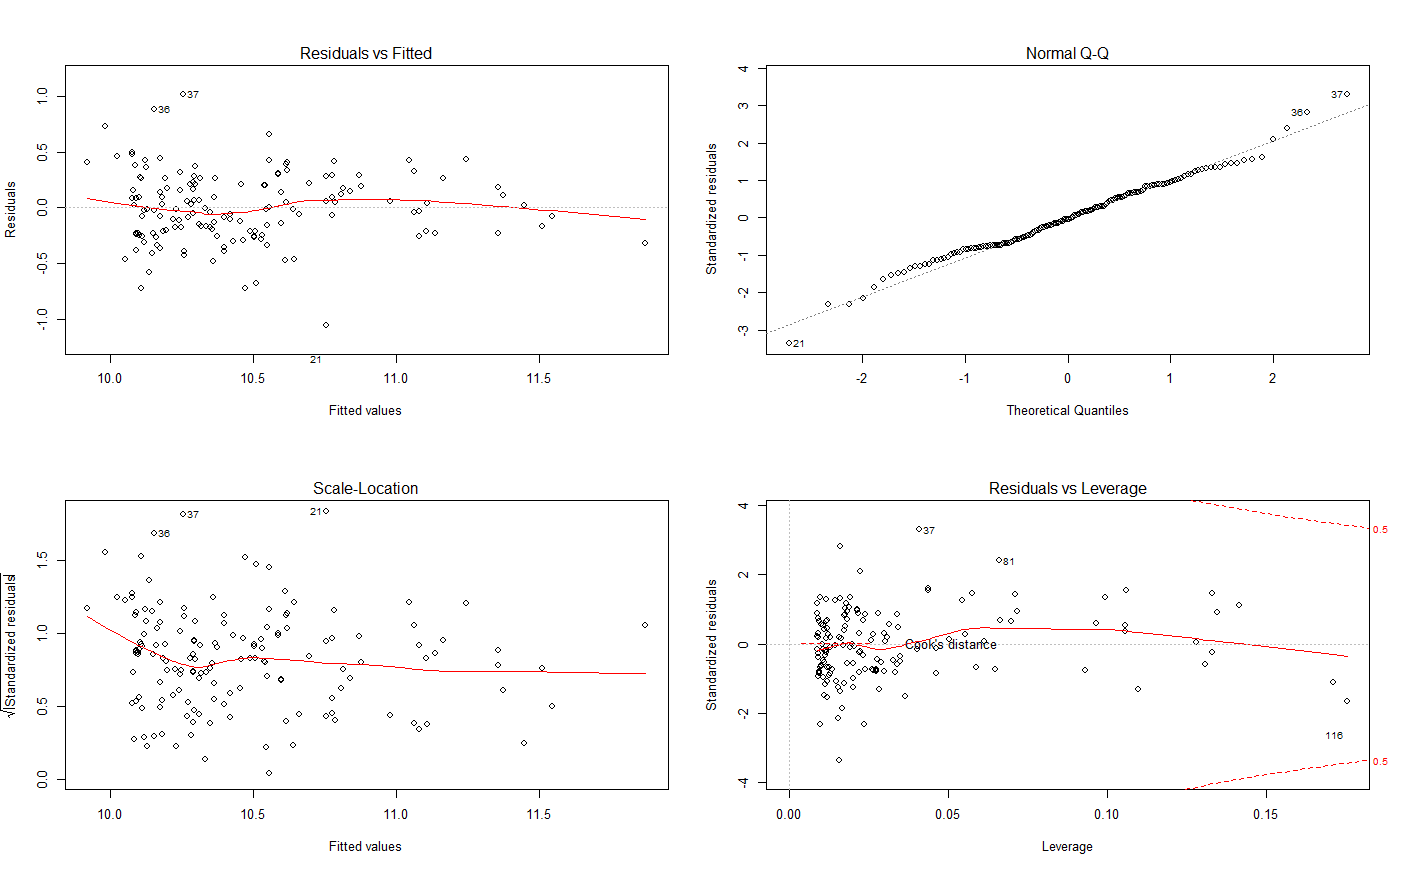 Residuals vs Fitted
Residuals
1.0
0.5
0.0
-0.5
-1.0
37
36
21
10.0 10.5 11.0 11.5
Fitted values
Normal Q-Q
Standardized residuals
4
3
2
1
0
-1
-2
-3
37
36
21
-2 -1 0 1 2
Theoretical Quantiles
Scale-Location
√|Standardized residuals|
1.5
1.0
0.5
0.0
37
21
36
10.0 10.5 11.0 11.5
Fitted values
Residuals vs Leverage
Standardized residuals
4
2
0
-2
-4
37
81
Cook's distance
116
0.5
0.5
0.00 0.05 0.10 0.15
Leverage